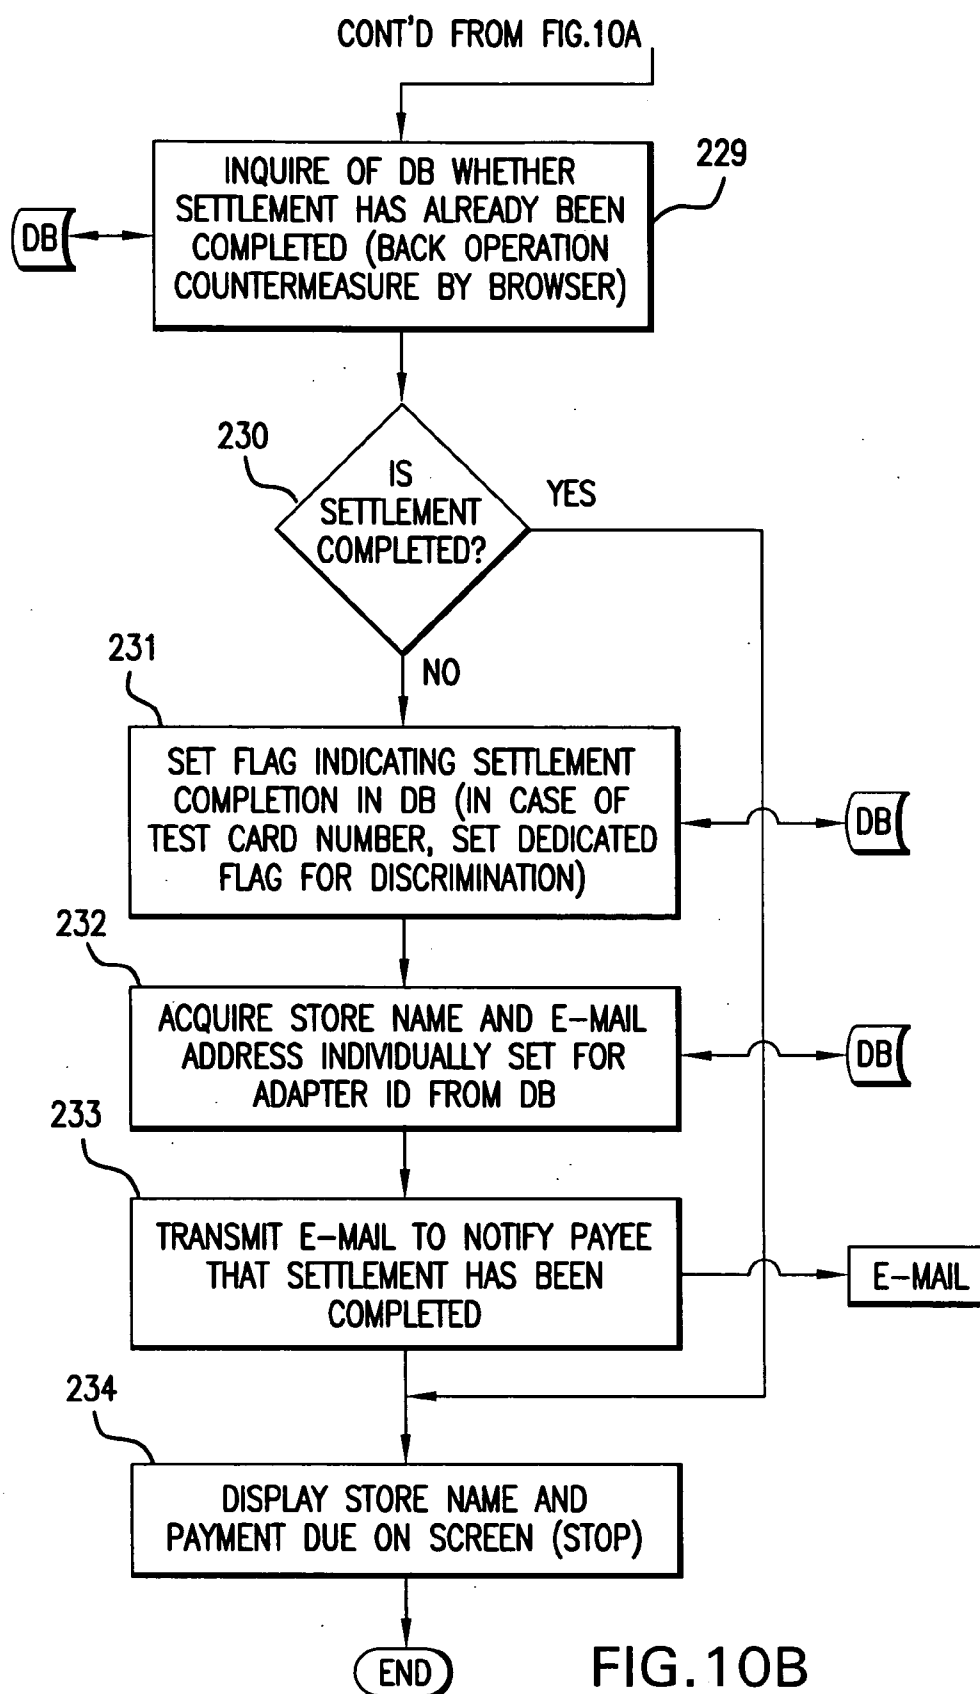 CONT'D FROM FIG.10A
229
INQUIRE OF DB WHETHER
SETTLEMENT HAS ALREADY BEEN
COMPLETED (BACK OPERATION
COUNTERMEASURE BY BROWSER)
DB
230
IS
SETTLEMENT
COMPLETED?
YES
NO
231
SET FLAG INDICATING SETTLEMENT
COMPLETION IN DB (IN CASE OF
TEST CARD NUMBER, SET DEDICATED
FLAG FOR DISCRIMINATION)
DB
232
ACQUIRE STORE NAME AND E-MAIL
ADDRESS INDIVIDUALLY SET FOR
ADAPTER ID FROM DB
DB
233
TRANSMIT E-MAIL TO NOTIFY PAYEE
THAT SETTLEMENT HAS BEEN
COMPLETED
E-MAIL
234
DISPLAY STORE NAME AND
PAYMENT DUE ON SCREEN (STOP)
END
FIG.10B